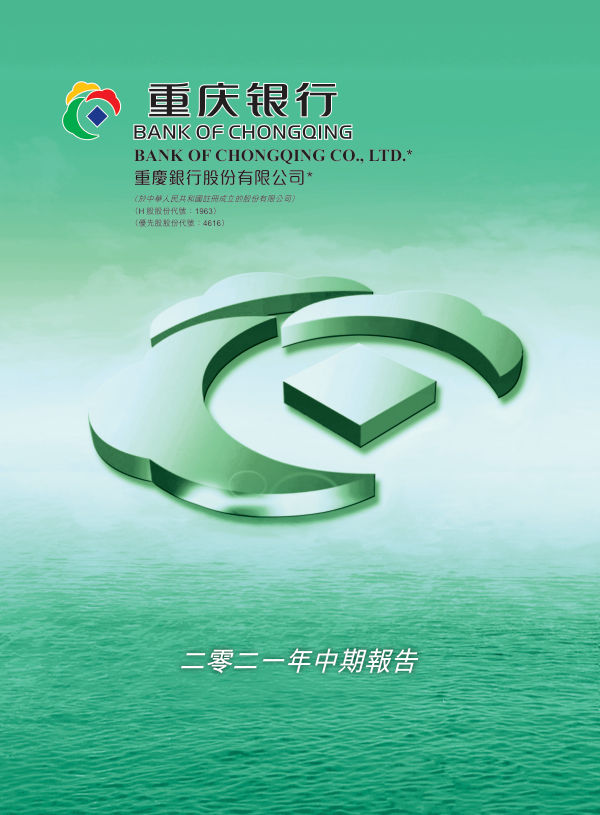 重庆银行
BANK OF CHONGQING
BANK OF CHONGQING CO., LTD.*
重慶銀行股份有限公司*
(於中華人民共和國註冊成立的股份有限公司)
(H股股份代號：1963)
(優先股股份代號：4616)
二零二一年中期報告